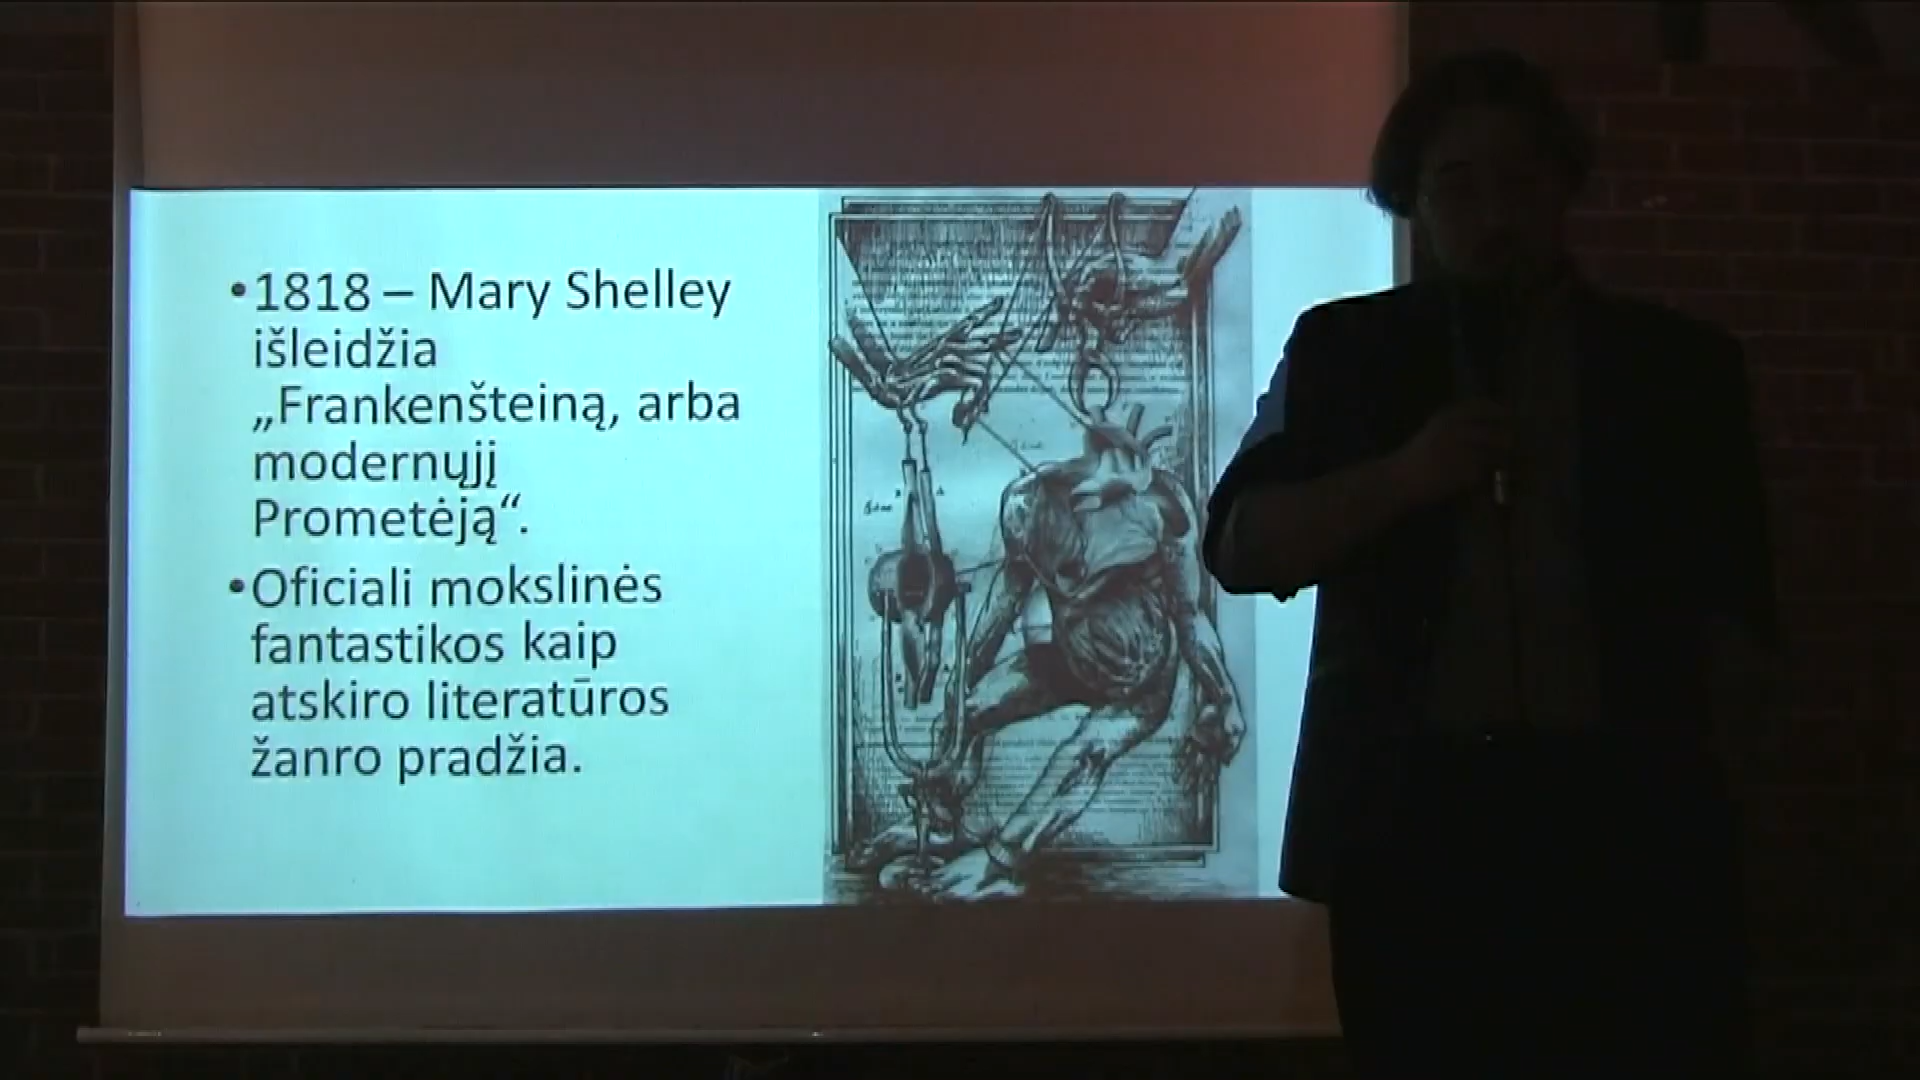 •1818 – Mary Shelley
išleidžia
„Frankenšteiną, arba
modernųjį
Prometėją“.
•Oficiali mokslinės
fantastikos kaip
atskiro literatūros
žanro pradžia.